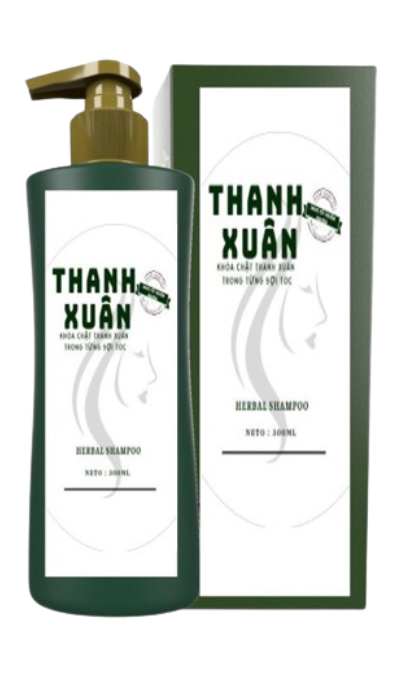 THANH
XUÂN
KHÓA CHẶT THANH XUÂN
TRONG TỪNG SỢI TÓC
HERBAL SHAMPOO
NETO : 300ML
THANH
XUÂN
KHÓA CHẶT THANH XUÂN
TRONG TỪNG SỢI TÓC
HERBAL SHAMPOO
NETO : 300ML